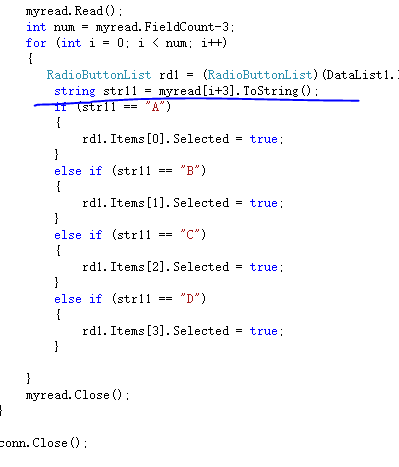 myread.Read();
int num = myread.FieldCount-3;
for (int i = 0; i < num; i++)
{
RadioButtonList rd1 = (RadioButtonList)(DataList1.
string str11 = myread[i+3].ToString();
if (str11 == "A")
{
rd1.Items[0].Selected = true;
}
else if (str11 == "B")
{
rd1.Items[1].Selected = true;
}
else if (str11 == "C")
{
rd1.Items[2].Selected = true;
}
else if (str11 == "D")
{
rd1.Items[3].Selected = true;
}
}
myread.Close();
}
conn.Close();